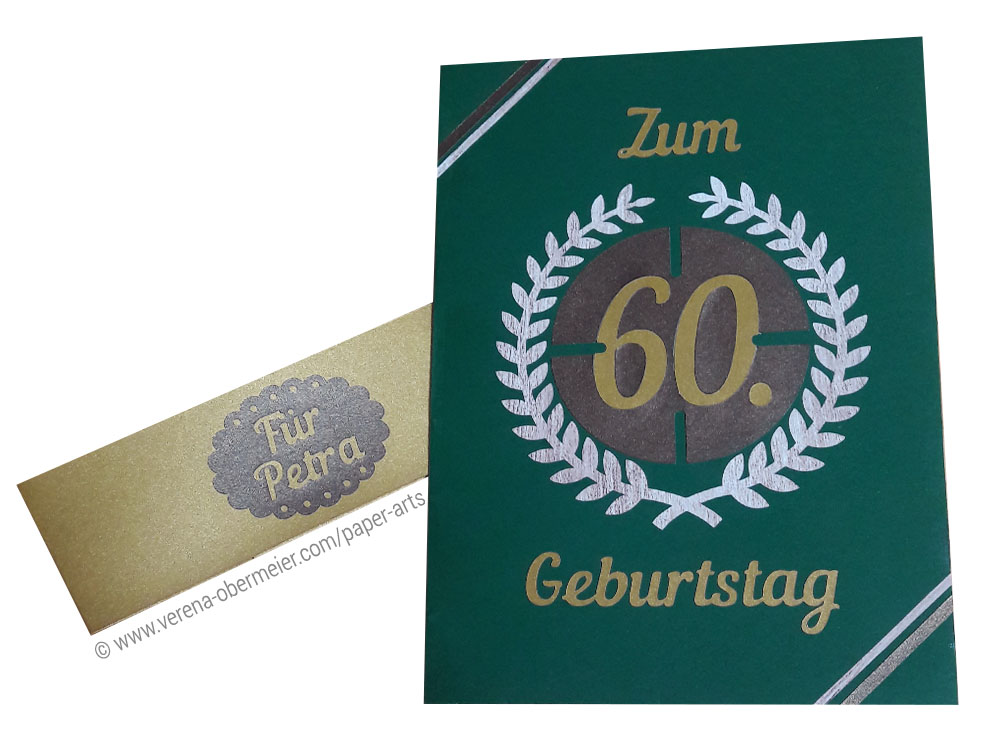 Zum
60.
Geburtstag
Für
Petra
© www.verena-obermeier.com/paper-arts